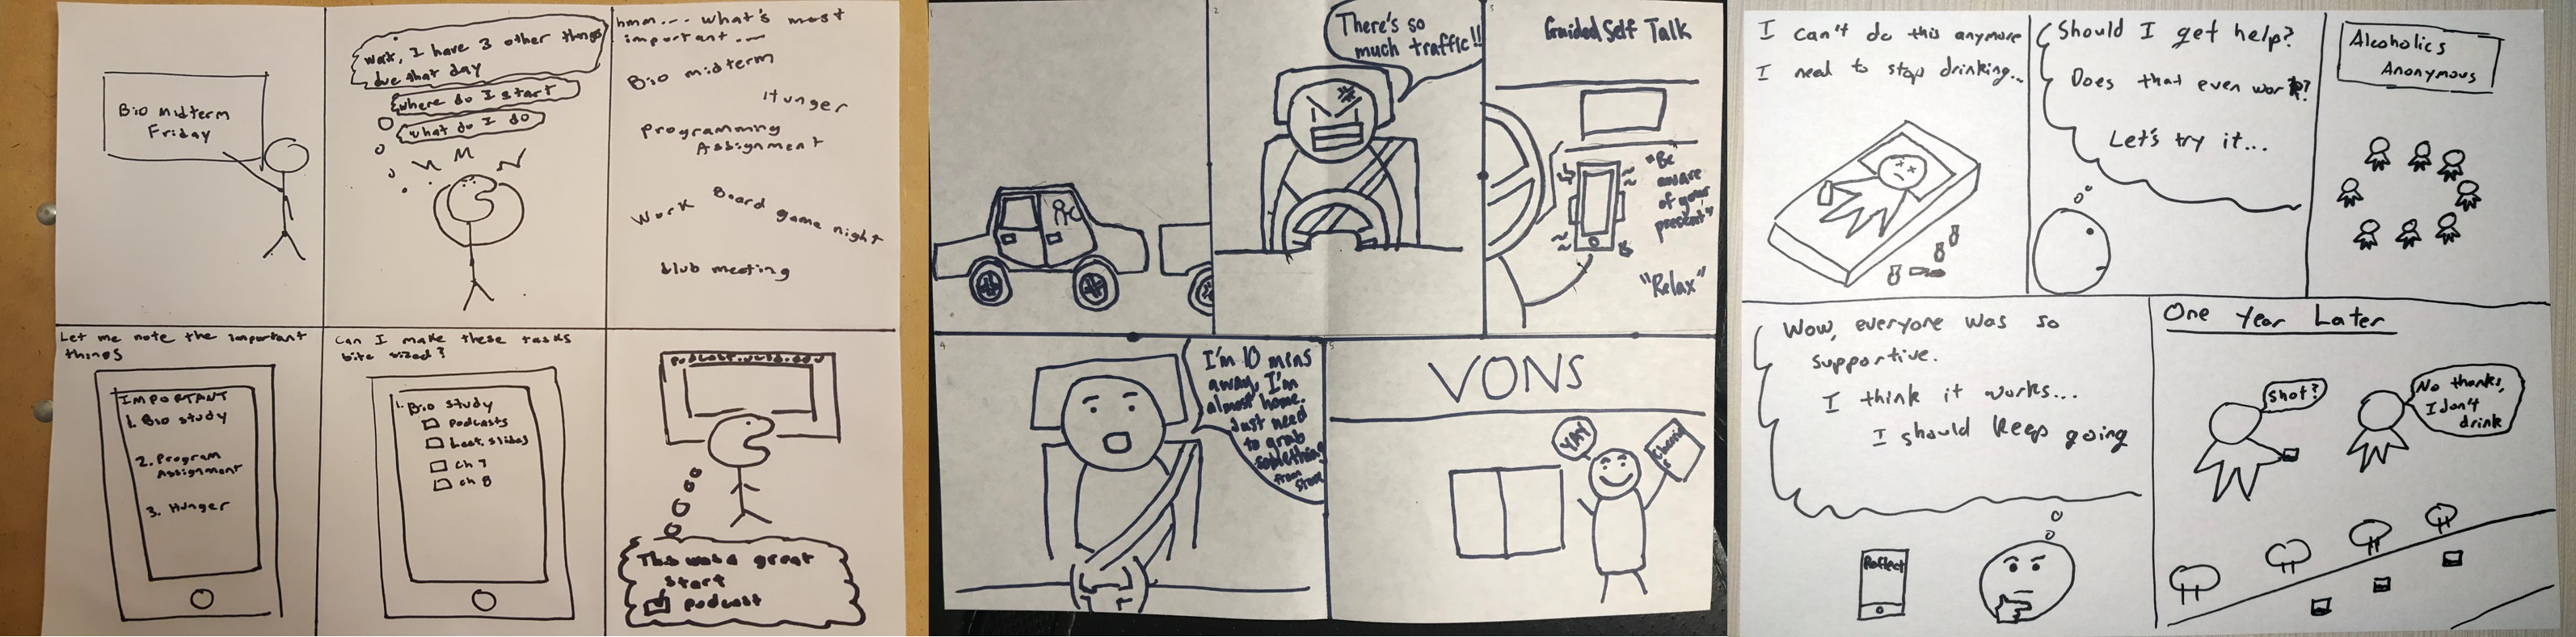 Bio midterm
Friday
wait, I have 3 other things
due that day
where do I start
what do I do
hmm... what's most
important...
Bio midterm
Hunger
programming
Assignment
Work
Board
game night
club meeting
Let me note the important
things
IMPORTANT
1. Bio study
2. Program
Assignment
3. Hunger
Can I make these tasks
bite sized?
1. Bio study
Podcasts
Lect. slides
ch 7
ch 8
podcast.ucsd.edu
This was a great
start
podcast
1
2
There's so
much traffic!!
3
Guided Self Talk
"Be
aware
of your
present"
"Relax"
4
I'm 10 mins
away, I'm
almost home.
Just need
to grab
something
from
store
5
VONS
YAY!
I can't do this anymore
I need to stop drinking...
Should I get help?
Does that even work?
Let's try it...
Alcoholics
Anonymous
Wow, everyone was so
supportive.
I think it works...
I should keep going
Reflect
One Year Later
Shot?
No thanks,
I don't
drink